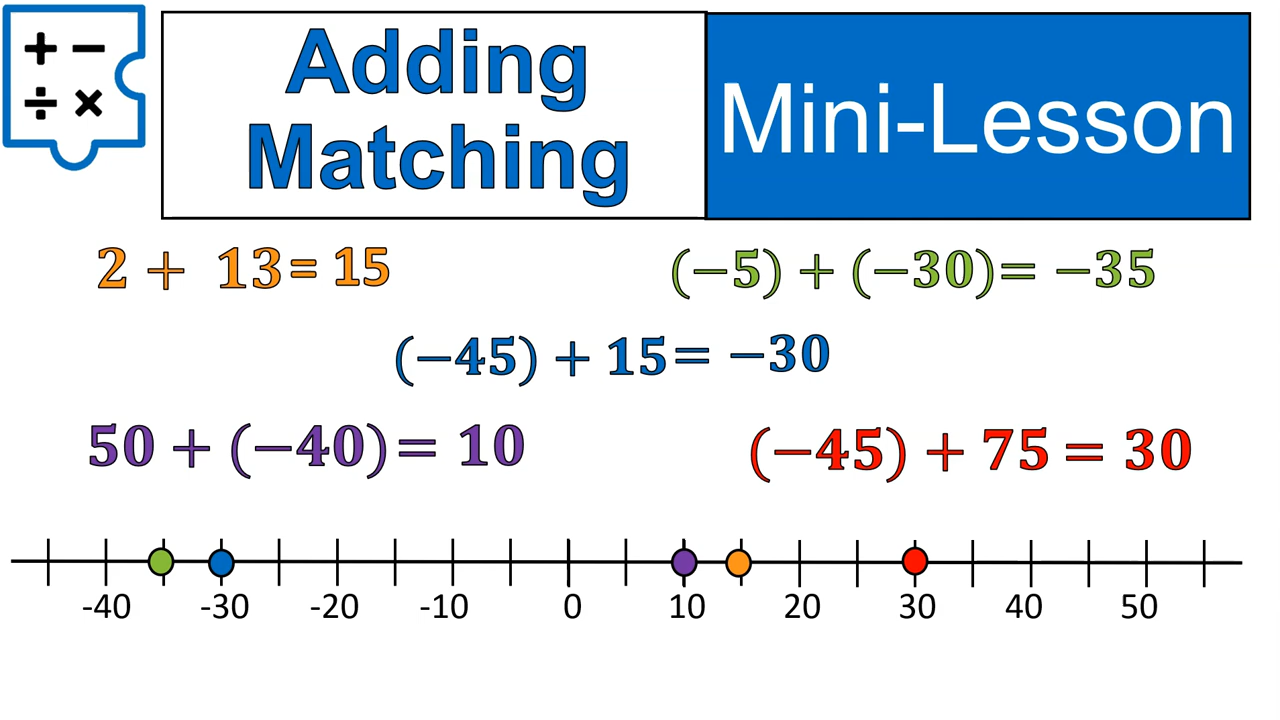 + −
÷ ×
Adding
Matching
Mini-Lesson
2 + 13 = 15
(−5) + (−30) = −35
(−45) + 15 = −30
50 + (−40) = 10
(−45) + 75 = 30
-40 -30 -20 -10 0 10 20 30 40 50